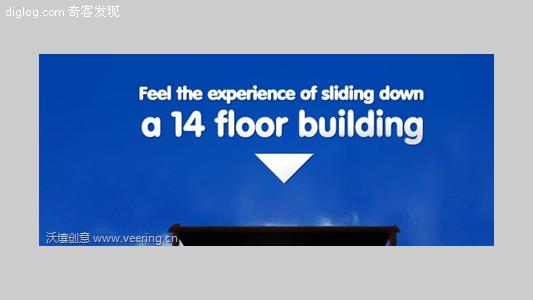 diglog.com 奇客发现
Feel the experience of sliding down
a 14 floor building
沃壤创意 www.veering.cn